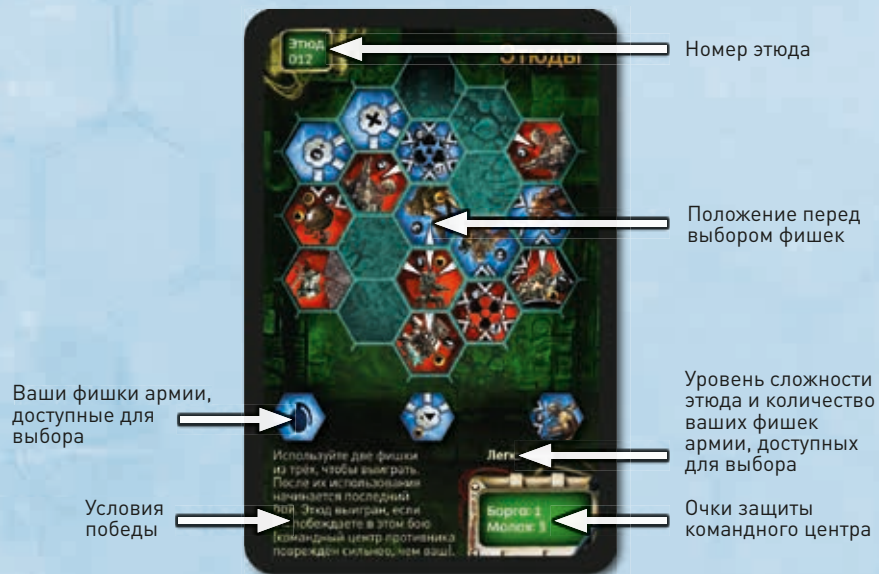 Этюд
012
Этюды
Номер этюда
Положение перед
выбором фишек
Ваши фишки армии,
доступные для
выбора
Уровень сложности
этюда и количество
ваших фишек
армии, доступных
для выбора
Используйте две фишки
из трёх, чтобы выиграть.
После их использования
начинается последний
бой. Этюд выигран, если
побеждаете в этом бою
(командный центр противника
повреждён сильнее, чем ваш).
Борго: 1
Молох: 3
Условия
победы
Очки защиты
командного центра